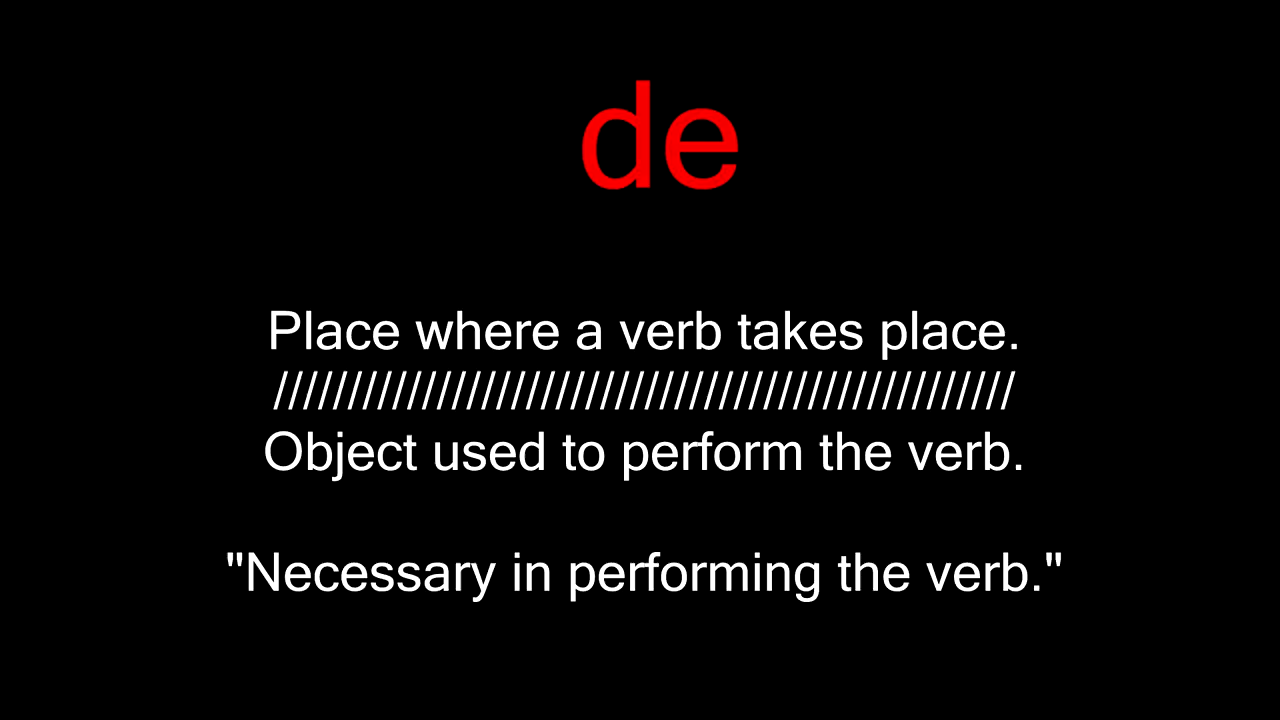 de
Place where a verb takes place.
//////////////////////////////////////////////////
Object used to perform the verb.
"Necessary in performing the verb."